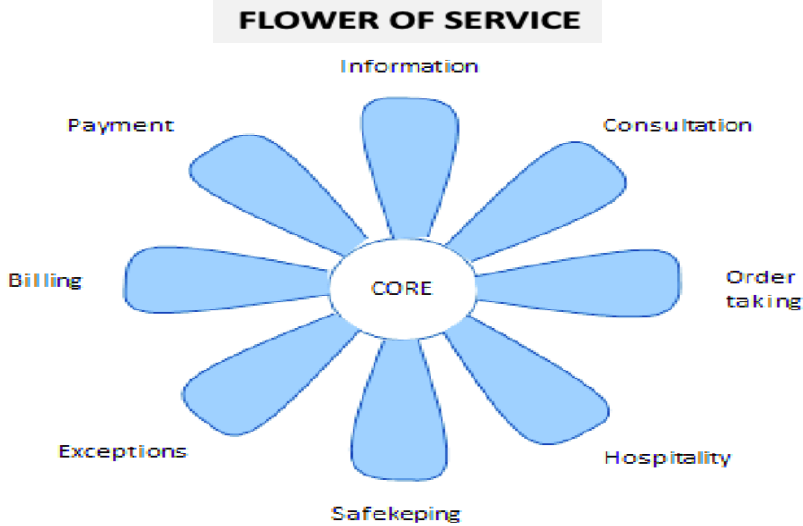 FLOWER OF SERVICE
Information
Payment
Consultation
Billing
CORE
Order
taking
Exceptions
Hospitality
Safekeping